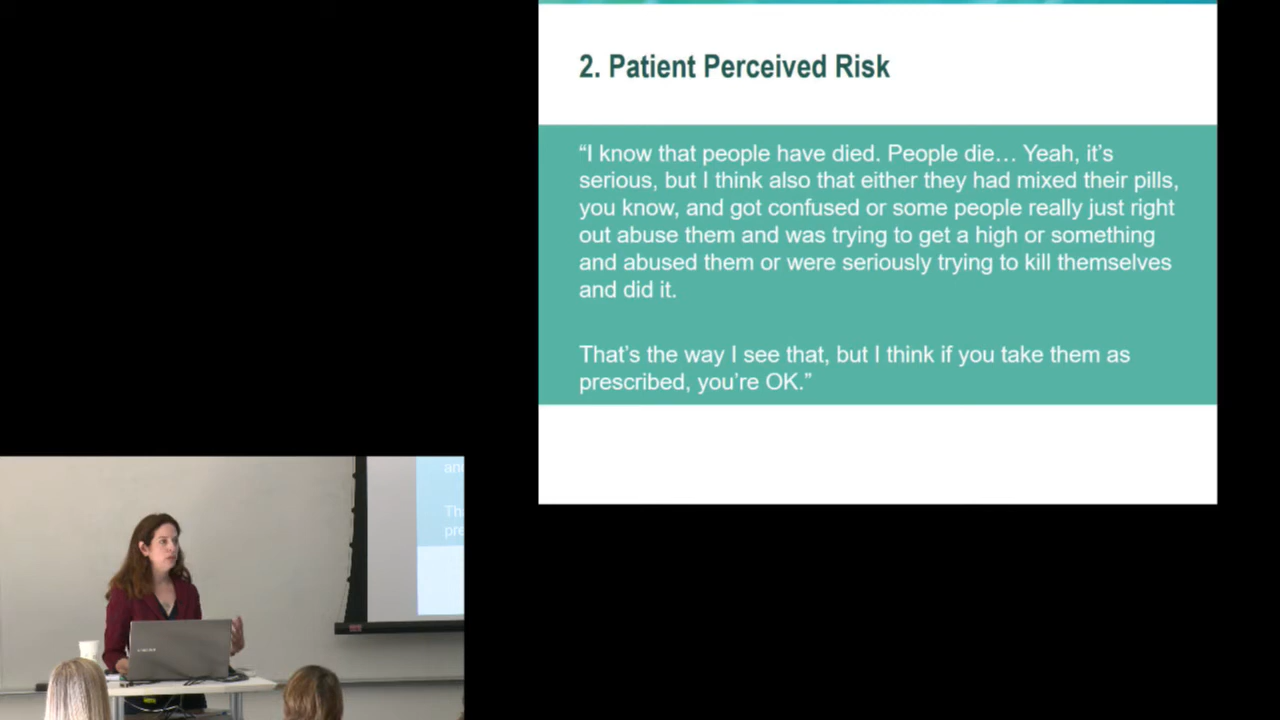 2. Patient Perceived Risk
“I know that people have died. People die… Yeah, it’s
serious, but I think also that either they had mixed their pills,
you know, and got confused or some people really just right
out abuse them and was trying to get a high or something
and abused them or were seriously trying to kill themselves
and did it.
That’s the way I see that, but I think if you take them as
prescribed, you’re OK.”
and
Th
pre